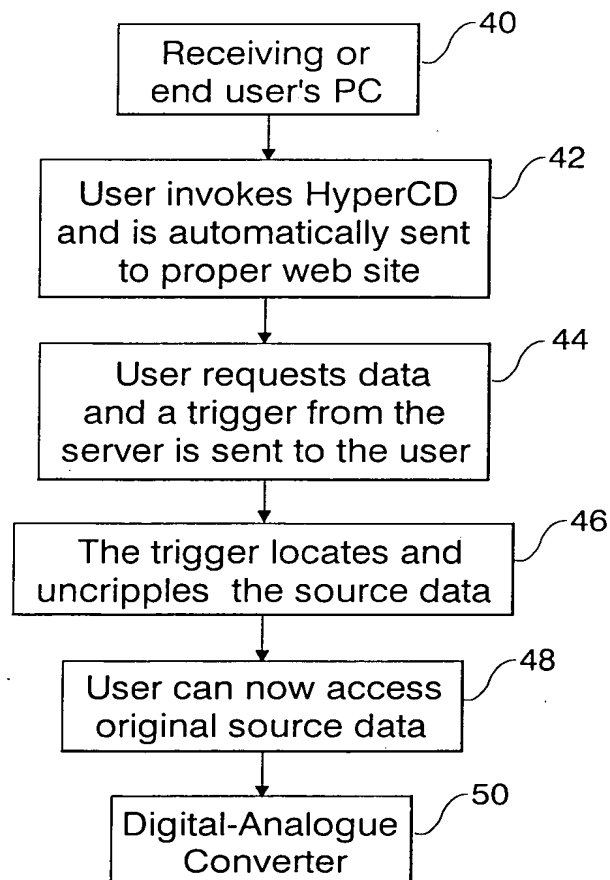 40
Receiving or
end user's PC
42
User invokes HyperCD
and is automatically sent
to proper web site
44
User requests data
and a trigger from the
server is sent to the user
46
The trigger locates and
uncripples the source data
48
User can now access
original source data
50
Digital-Analogue
Converter